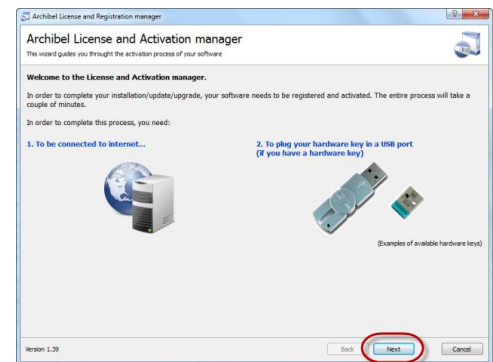 Archibel License and Registration manager
Archibel License and Activation manager
This wizard guides you throught the activation process of your software
Welcome to the License and Activation manager.
In order to complete your installation/update/upgrade, your software needs to be registered and activated. The entire process will take a
couple of minutes.
In order to complete this process, you need:
1. To be connected to internet...
2. To plug your hardware key in a USB port
(if you have a hardware key)
(Examples of available hardware keys)
Version 1.39
Back
Next
Cancel